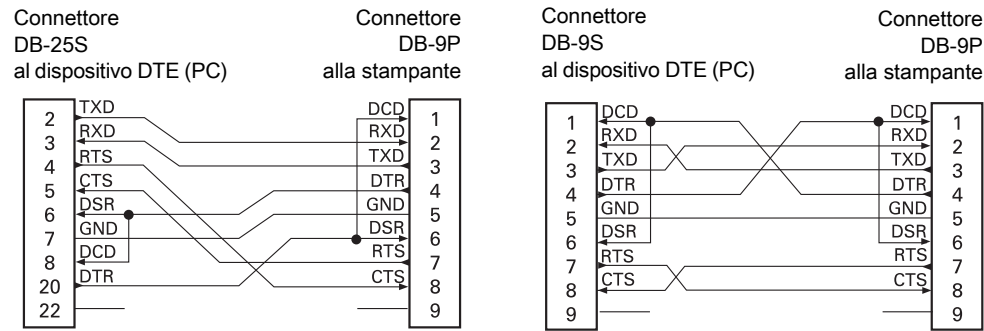 Connettore
DB-25S
al dispositivo DTE (PC)
Connettore
DB-9P
alla stampante
2 TXD
3 RXD
4 RTS
5 CTS
6 DSR
7 GND
8 DCD
20 DTR
22
DCD 1
RXD 2
TXD 3
DTR 4
GND 5
DSR 6
RTS 7
CTS 8
9
Connettore
DB-9S
al dispositivo DTE (PC)
Connettore
DB-9P
alla stampante
1 DCD
2 RXD
3 TXD
4 DTR
5 GND
6 DSR
7 RTS
8 CTS
9
DCD 1
RXD 2
TXD 3
DTR 4
GND 5
DSR 6
RTS 7
CTS 8
9